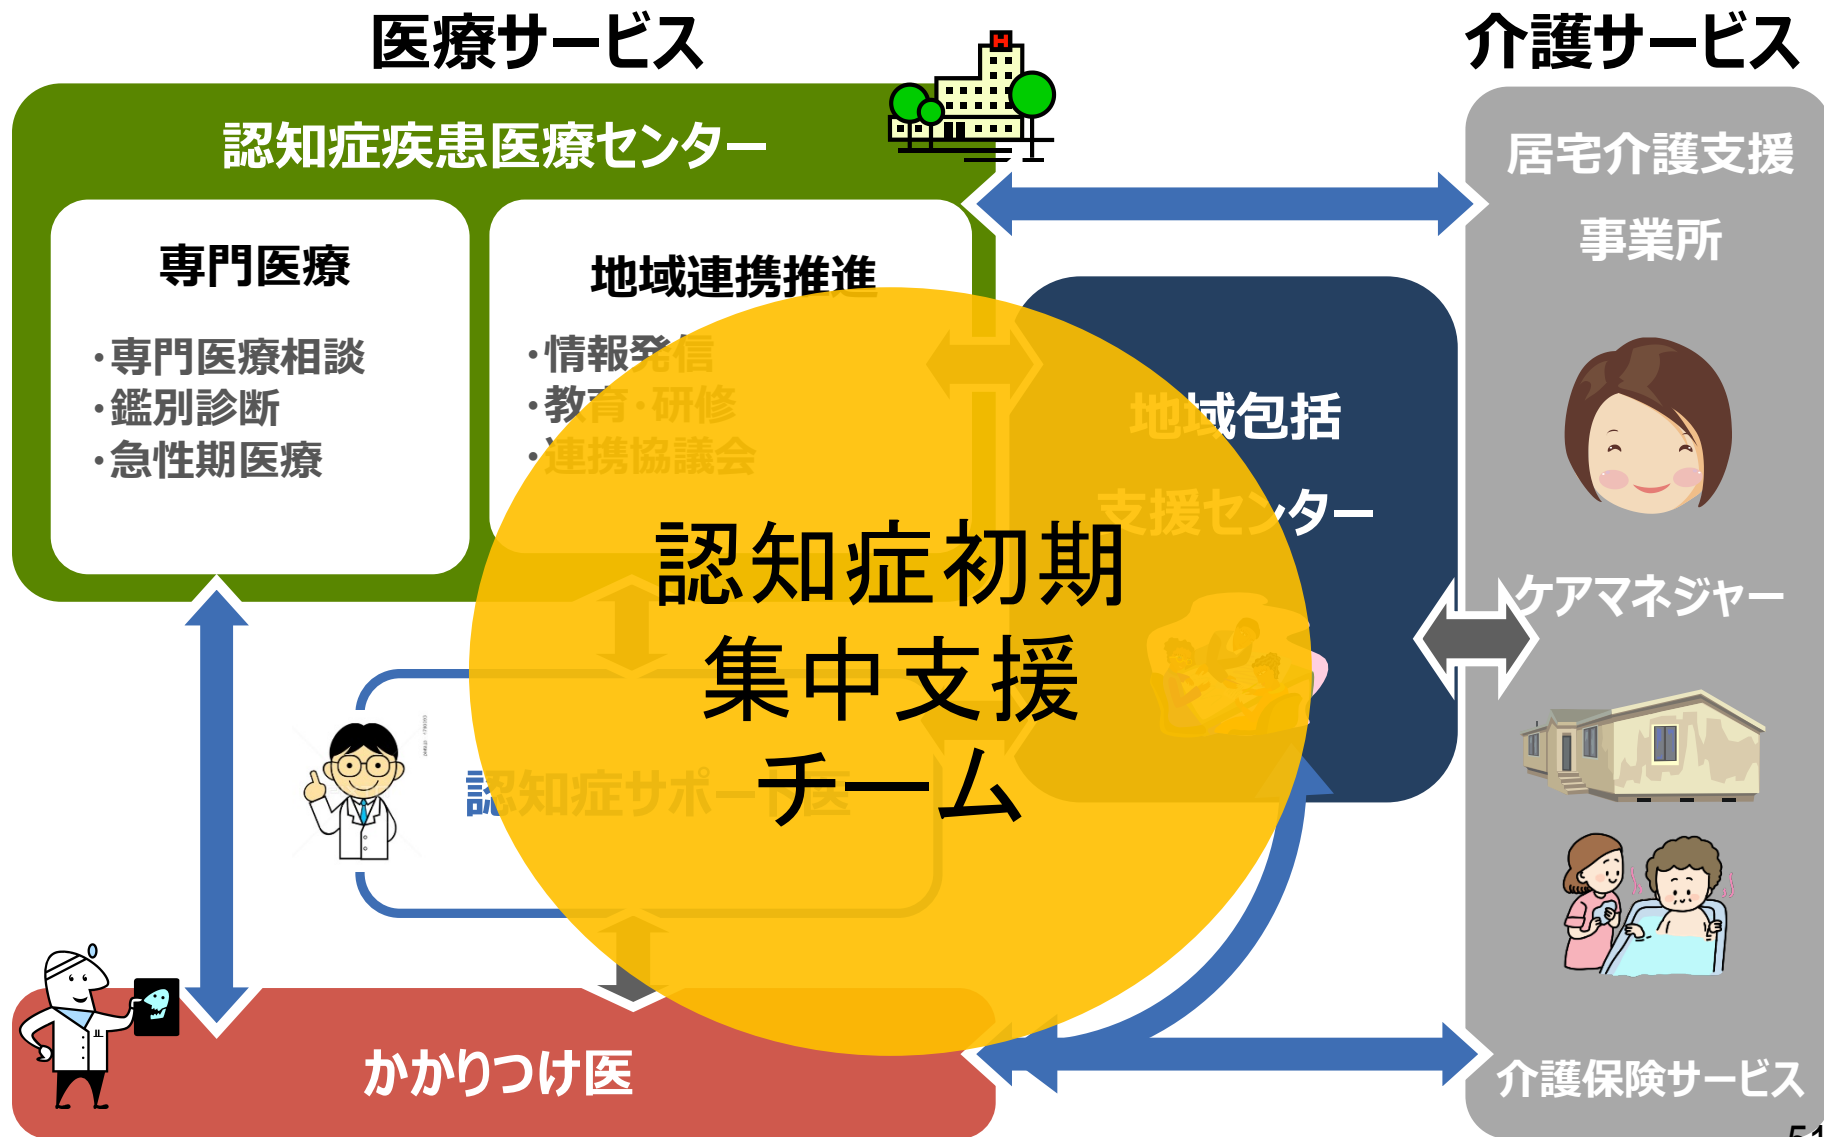 医療サービス
介護サービス
認知症疾患医療センター
専門医療
・専門医療相談
・鑑別診断
・急性期医療
地域連携推進
・情報発信
・教育・研修
・連携協議会
地域包括
支援センター
認知症初期
集中支援
チーム
認知症サポート医
かかりつけ医
居宅介護支援
事業所
ケアマネジャー
介護保険サービス
H
51